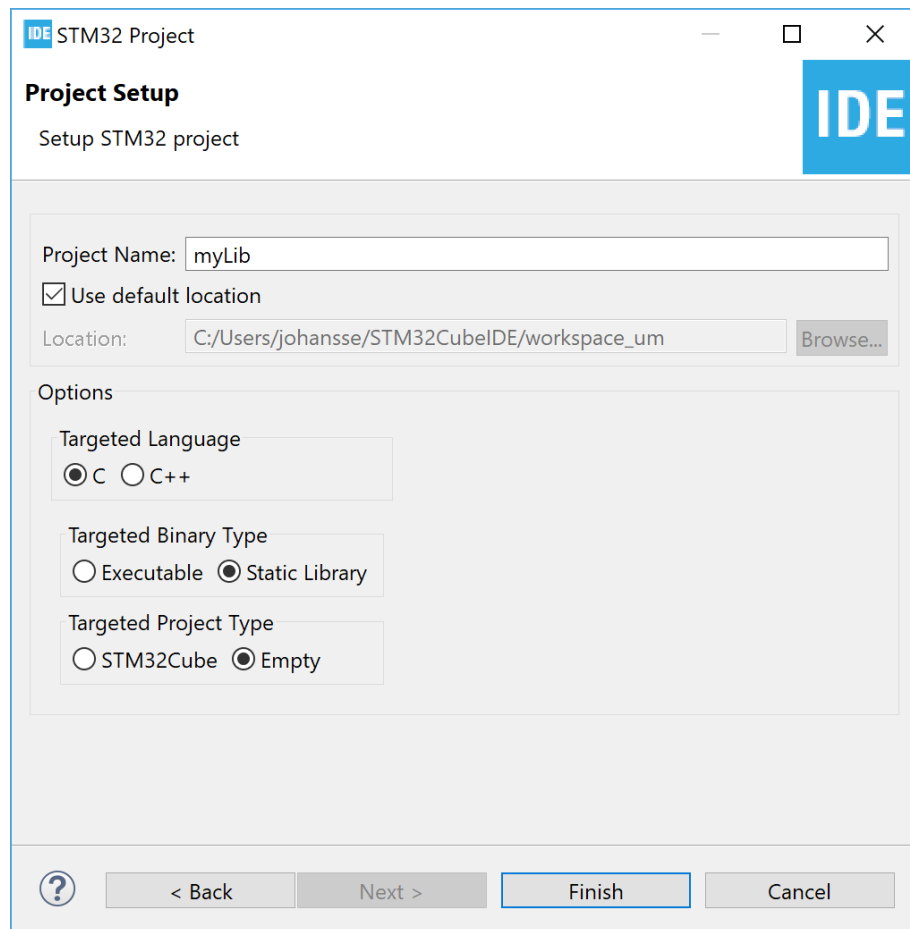 IDE STM32 Project
Project Setup
IDE
Setup STM32 project
Project Name: myLib
Use default location
Location: C:/Users/johansse/STM32CubeIDE/workspace_um Browse...
Options
Targeted Language
C C++
Targeted Binary Type
Executable Static Library
Targeted Project Type
STM32Cube Empty
? < Back Next > Finish Cancel